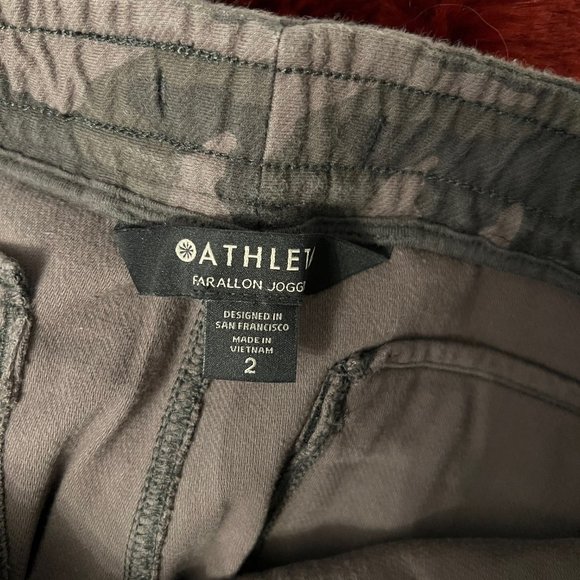 ATHLET
FARALLON JOGG
DESIGNED IN
SAN FRANCISCO
MADE IN
VIETNAM
2